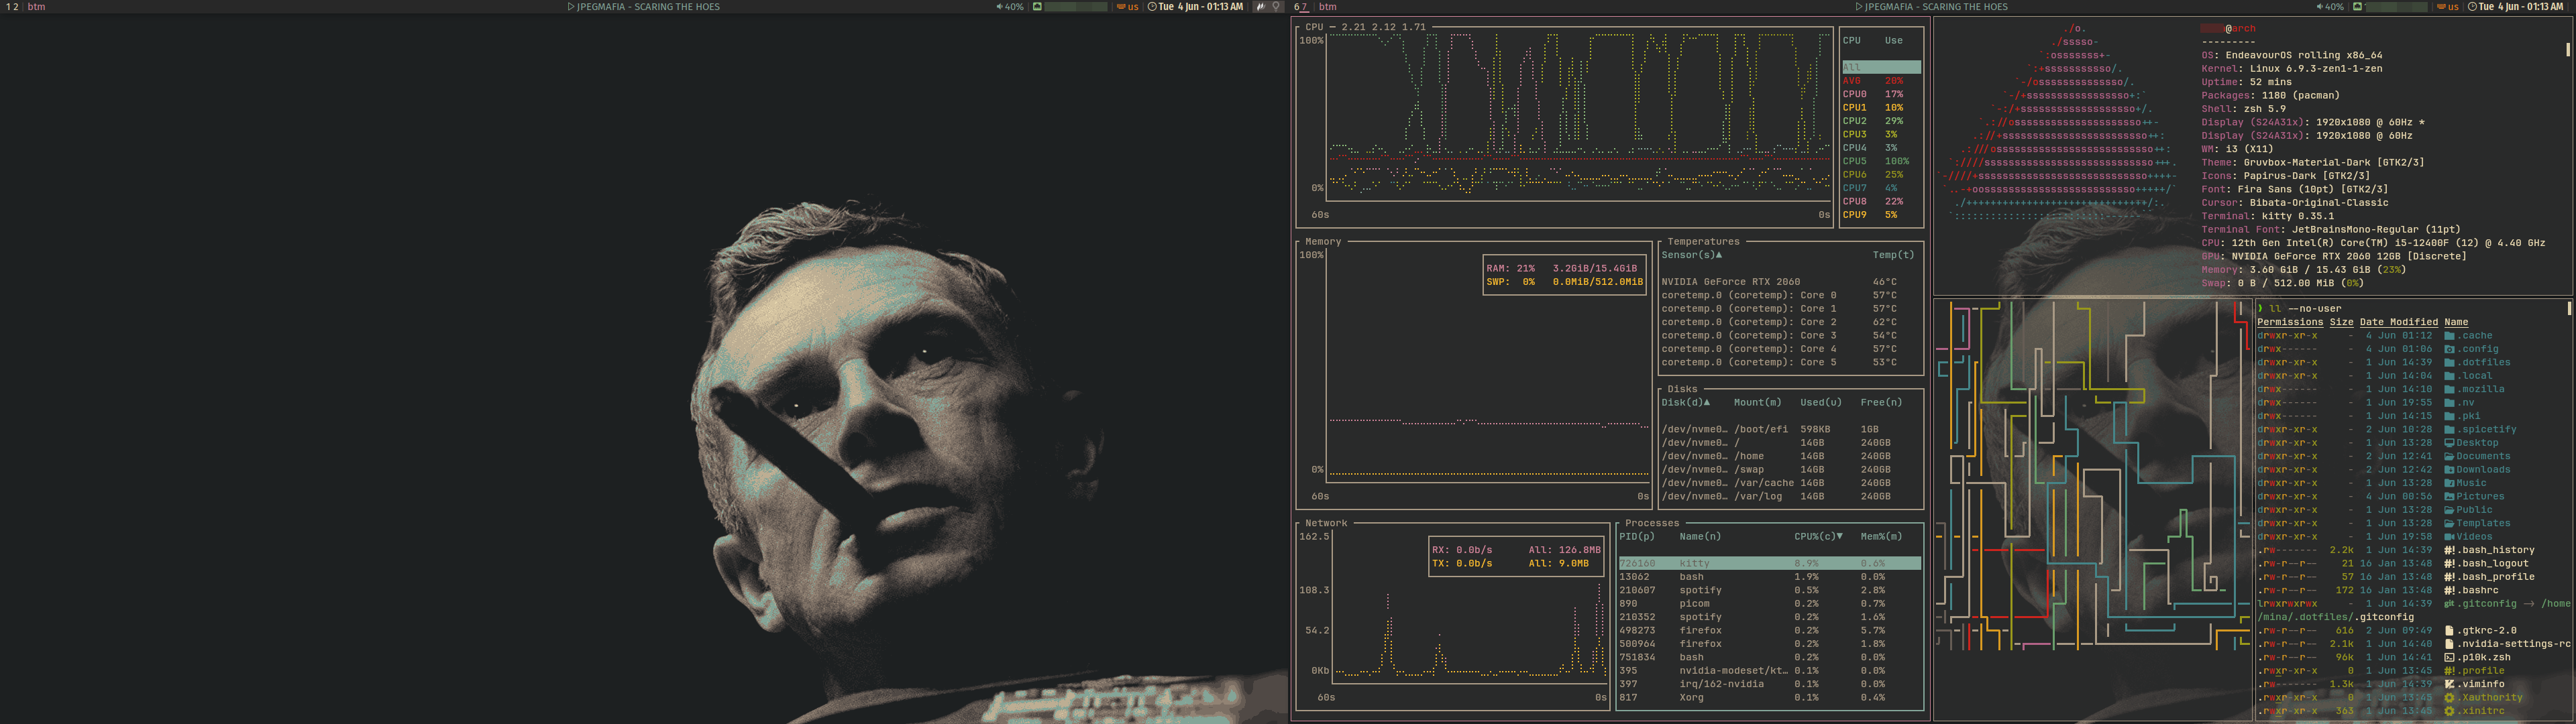 1 2 btm
JPEGMAFIA - SCARING THE HOES
40% us Tue 4 Jun - 01:13 AM
6 7 btm
JPEGMAFIA - SCARING THE HOES
40% us Tue 4 Jun - 01:13 AM
CPU — 2.21 2.12 1.71
100%
0%
60s 0s
CPU Use
All
AVG 20%
CPU0 17%
CPU1 10%
CPU2 29%
CPU3 3%
CPU4 3%
CPU5 100%
CPU6 25%
CPU7 4%
CPU8 22%
CPU9 5%
Memory
100%
RAM: 21% 3.2GiB/15.4GiB
SWP: 0% 0.0MiB/512.0MiB
0%
60s 0s
Temperatures
Sensor(s)▲ Temp(t)
NVIDIA GeForce RTX 2060 46°C
coretemp.0 (coretemp): Core 0 57°C
coretemp.0 (coretemp): Core 1 57°C
coretemp.0 (coretemp): Core 2 62°C
coretemp.0 (coretemp): Core 3 54°C
coretemp.0 (coretemp): Core 4 57°C
coretemp.0 (coretemp): Core 5 53°C
Disks
Disk(d)▲ Mount(m) Used(u) Free(n)
/dev/nvme0… /boot/efi 598KB 1GB
/dev/nvme0… / 14GB 240GB
/dev/nvme0… /home 14GB 240GB
/dev/nvme0… /swap 14GB 240GB
/dev/nvme0… /var/cache 14GB 240GB
/dev/nvme0… /var/log 14GB 240GB
Network
162.5
RX: 0.0b/s All: 126.8MB
TX: 0.0b/s All: 9.0MB
108.3
54.2
0Kb
60s 0s
Processes
PID(p) Name(n) CPU%(c)▼ Mem%(m)
726160 kitty 8.9% 0.6%
13062 bash 1.9% 0.0%
210607 spotify 0.5% 2.8%
890 picom 0.2% 0.7%
210352 spotify 0.2% 1.6%
498273 firefox 0.2% 5.7%
500964 firefox 0.2% 1.8%
751834 bash 0.2% 0.0%
395 nvidia-modeset/kt… 0.1% 0.0%
397 irq/162-nvidia 0.1% 0.0%
817 Xorg 0.1% 0.4%
@arch
---------
OS: EndeavourOS rolling x86_64
Kernel: Linux 6.9.3-zen1-1-zen
Uptime: 52 mins
Packages: 1180 (pacman)
Shell: zsh 5.9
Display (S24A31x): 1920x1080 @ 60Hz *
Display (S24A31x): 1920x1080 @ 60Hz
WM: i3 (X11)
Theme: Gruvbox-Material-Dark [GTK2/3]
Icons: Papirus-Dark [GTK2/3]
Font: Fira Sans (10pt) [GTK2/3]
Cursor: Bibata-Original-Classic
Terminal: kitty 0.35.1
Terminal Font: JetBrainsMono-Regular (11pt)
CPU: 12th Gen Intel(R) Core(TM) i5-12400F (12) @ 4.40 GHz
GPU: NVIDIA GeForce RTX 2060 12GB [Discrete]
Memory: 3.60 GiB / 15.43 GiB (23%)
Swap: 0 B / 512.00 MiB (0%)
❯ ll --no-user
Permissions Size Date Modified Name
drwxr-xr-x - 4 Jun 01:12 .cache
drwx------ - 4 Jun 01:06 .config
drwxr-xr-x - 1 Jun 14:39 .dotfiles
drwxr-xr-x - 1 Jun 14:04 .local
drwx------ - 1 Jun 14:10 .mozilla
drwx------ - 1 Jun 19:55 .nv
drwx------ - 1 Jun 14:15 .pki
drwxr-xr-x - 2 Jun 10:28 .spicetify
drwxr-xr-x - 1 Jun 13:28 Desktop
drwxr-xr-x - 2 Jun 12:41 Documents
drwxr-xr-x - 2 Jun 12:42 Downloads
drwxr-xr-x - 1 Jun 13:28 Music
drwxr-xr-x - 4 Jun 00:56 Pictures
drwxr-xr-x - 1 Jun 13:28 Public
drwxr-xr-x - 1 Jun 13:28 Templates
drwxr-xr-x - 1 Jun 19:58 Videos
.rw------- 2.2k 1 Jun 14:39 .bash_history
.rw-r--r-- 21 16 Jan 13:48 .bash_logout
.rw-r--r-- 57 16 Jan 13:48 .bash_profile
.rw-r--r-- 172 16 Jan 13:48 .bashrc
lrwxrwxrwx - 1 Jun 14:39 .gitconfig -> /home
/mina/.dotfiles/.gitconfig
.rw-r--r-- 616 2 Jun 09:49 .gtkrc-2.0
.rw-r--r-- 2.1k 1 Jun 14:40 .nvidia-settings-rc
.rw-r--r-- 96k 1 Jun 14:41 .p10k.zsh
.rwxr-xr-x 0 1 Jun 13:45 .profile
.rw------- 1.3k 1 Jun 14:39 .viminfo
.rwxr-xr-x 0 1 Jun 13:45 .Xauthority
.rwxr-xr-x 363 1 Jun 13:45 .xinitrc